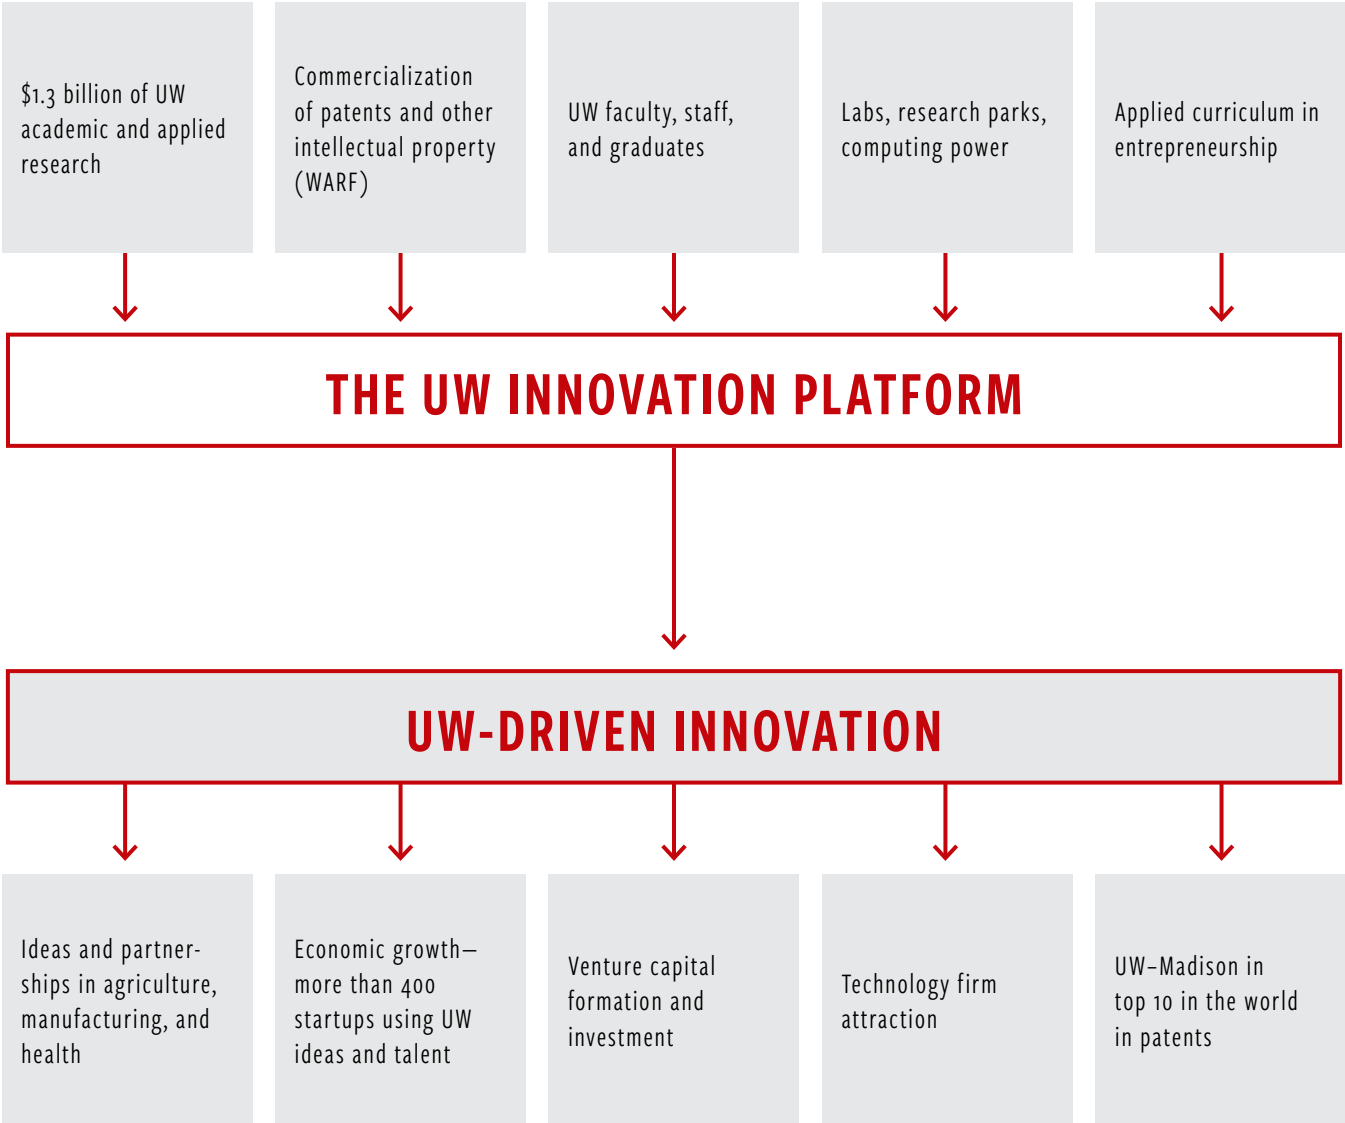 $1.3 billion of UW
academic and applied
research
Commercialization
of patents and other
intellectual property
(WARF)
UW faculty, staff,
and graduates
Labs, research parks,
computing power
Applied curriculum in
entrepreneurship
THE UW INNOVATION PLATFORM
UW-DRIVEN INNOVATION
Ideas and partner-
ships in agriculture,
manufacturing, and
health
Economic growth—
more than 400
startups using UW
ideas and talent
Venture capital
formation and
investment
Technology firm
attraction
UW–Madison in
top 10 in the world
in patents